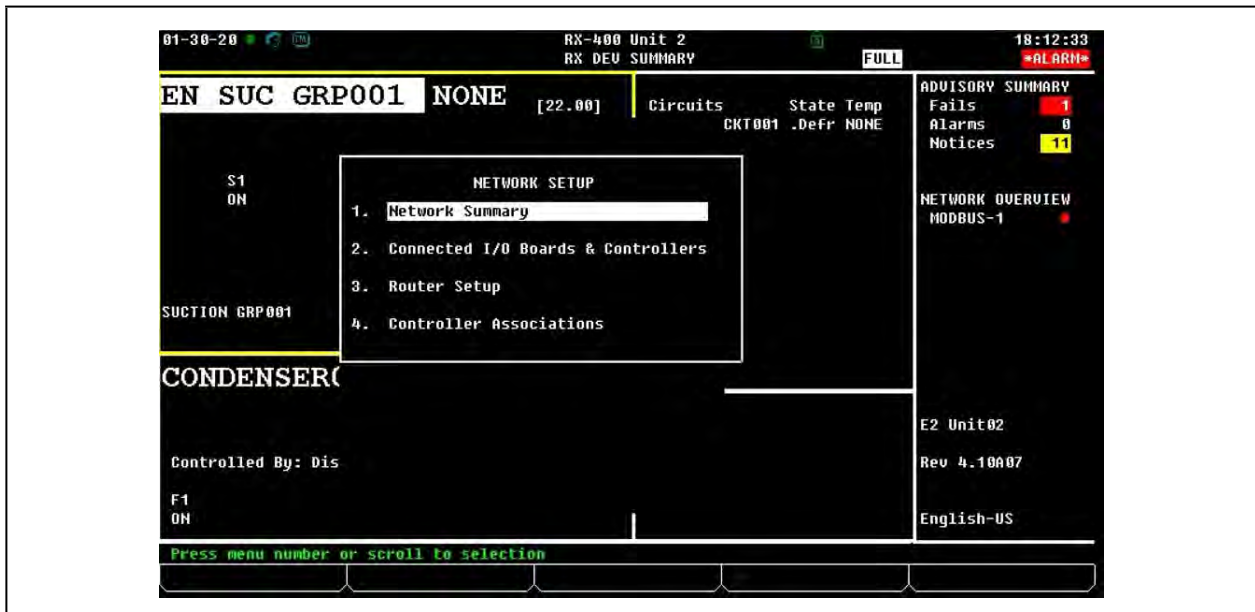 01-30-20 RX-400 Unit 2 18:12:33
RX DEV SUMMARY FULL *ALARM*
EN SUC GRP001 NONE [22.00]
Circuits State Temp
CKT001 .Defr NONE
S1
ON
SUCTION GRP001
NETWORK SETUP
1. Network Summary
2. Connected I/O Boards & Controllers
3. Router Setup
4. Controller Associations
CONDENSER(
Controlled By: Dis
F1
ON
ADVISORY SUMMARY
Fails 1
Alarms 0
Notices 11
NETWORK OVERVIEW
MODBUS-1
E2 Unit02
Rev 4.10A07
English-US
Press menu number or scroll to selection